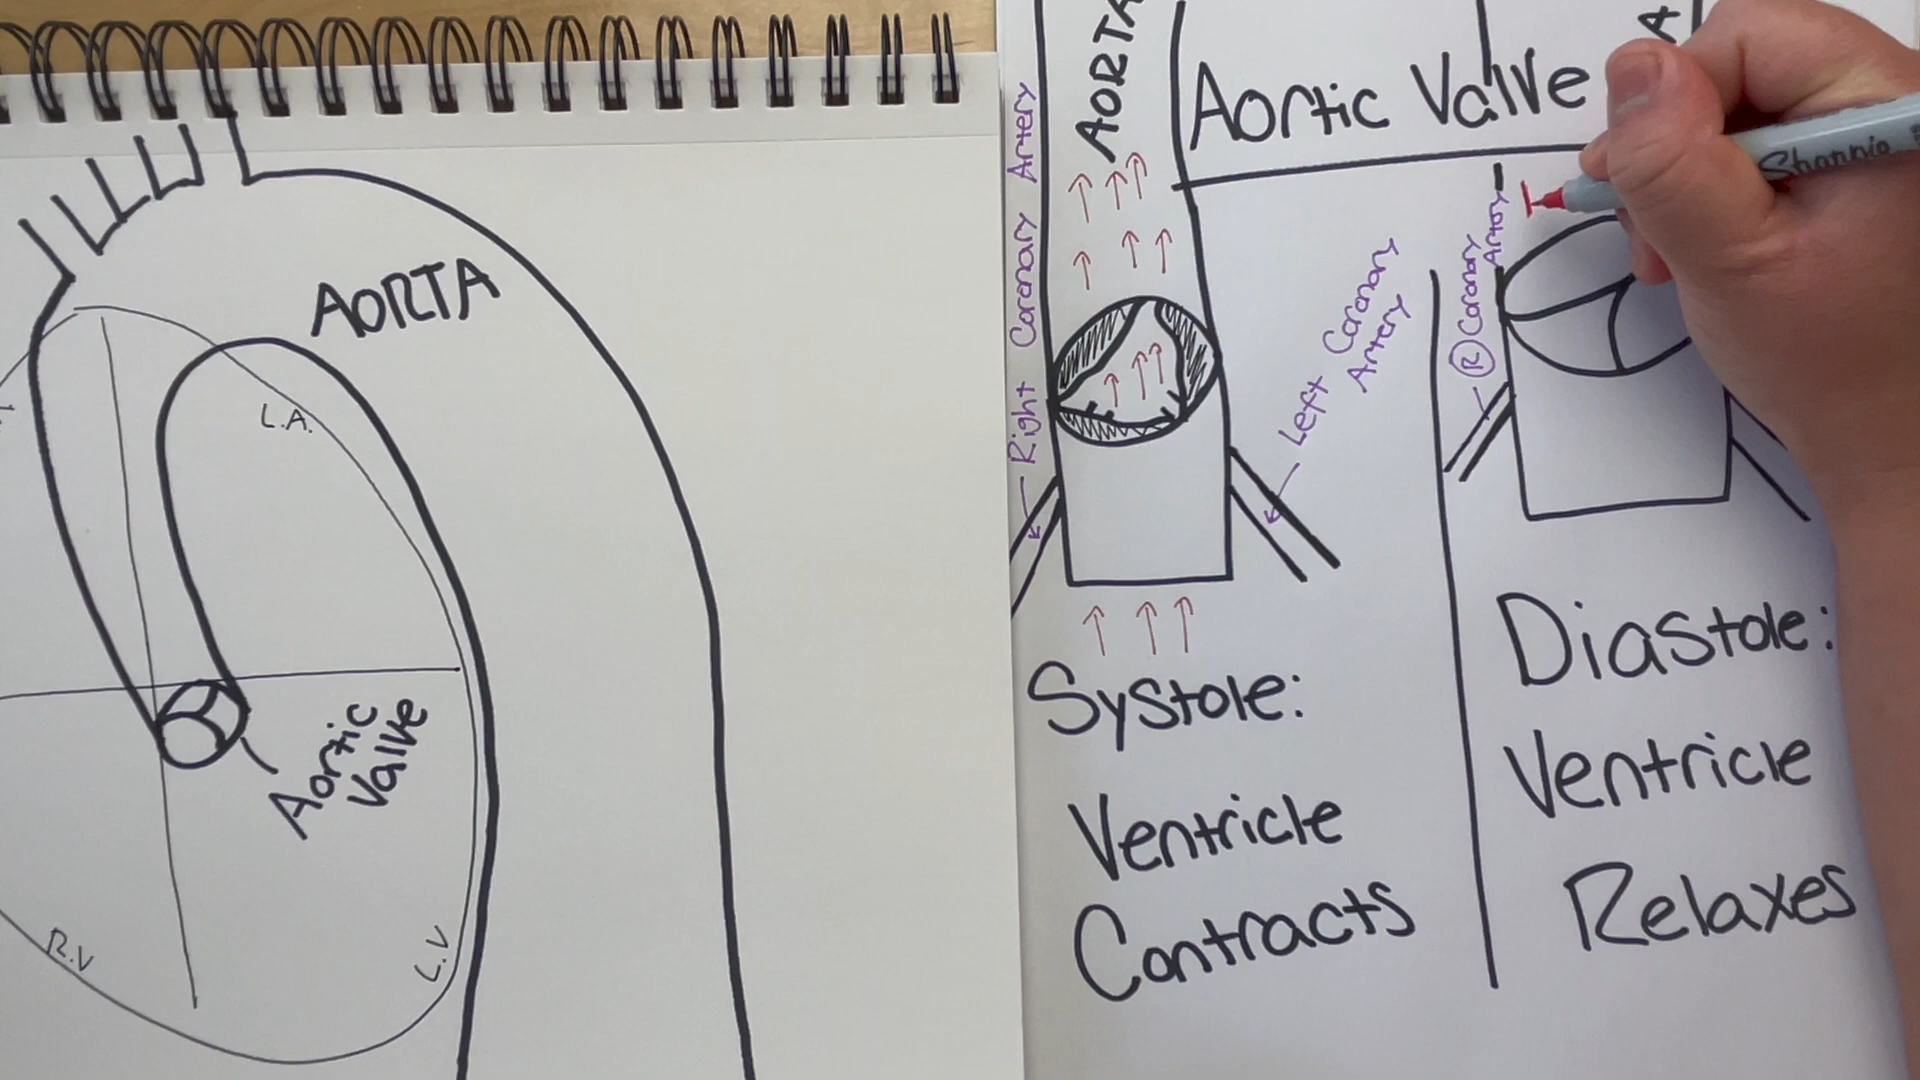 AORTA
L.A.
Aortic
Valve
R.V
L.V
AORTA
Right Coronary Artery
Left Coronary
Artery
Systole:
Ventricle
Contracts
Aortic Valve
A
Sharpie
R Coronary
Artery
Diastole:
Ventricle
Relaxes